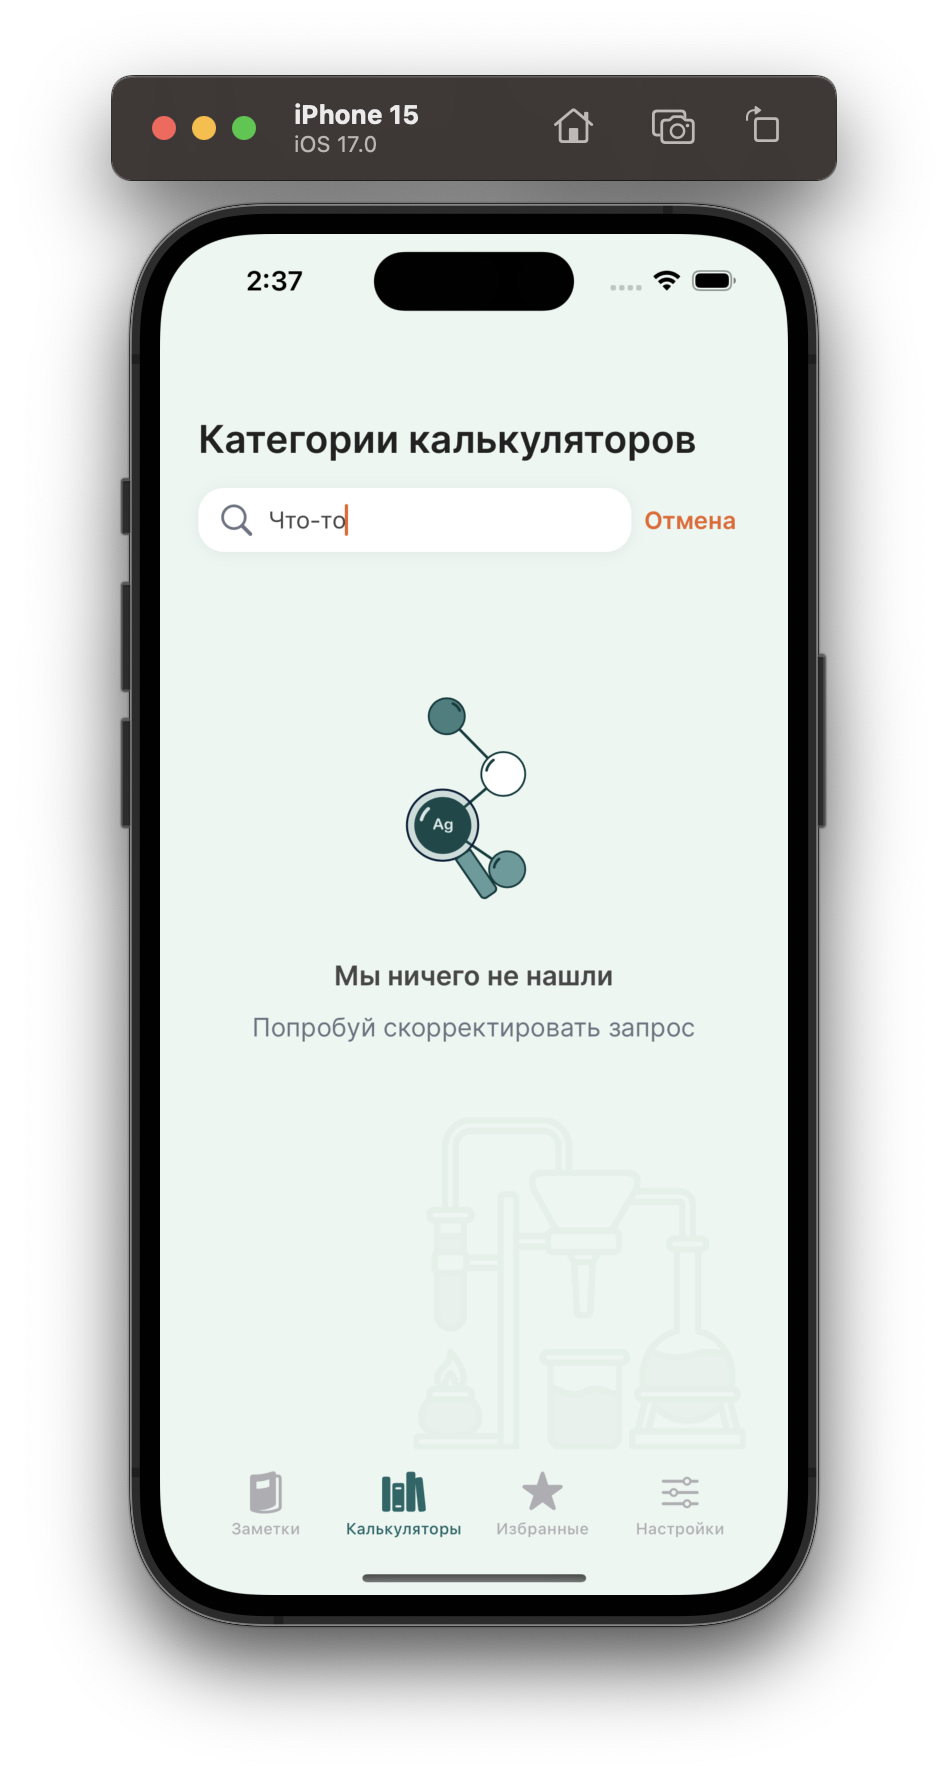 iPhone 15
iOS 17.0
2:37
Категории калькуляторов
Что-то
Отмена
Ag
Мы ничего не нашли
Попробуй скорректировать запрос
Заметки
Калькуляторы
Избранные
Настройки